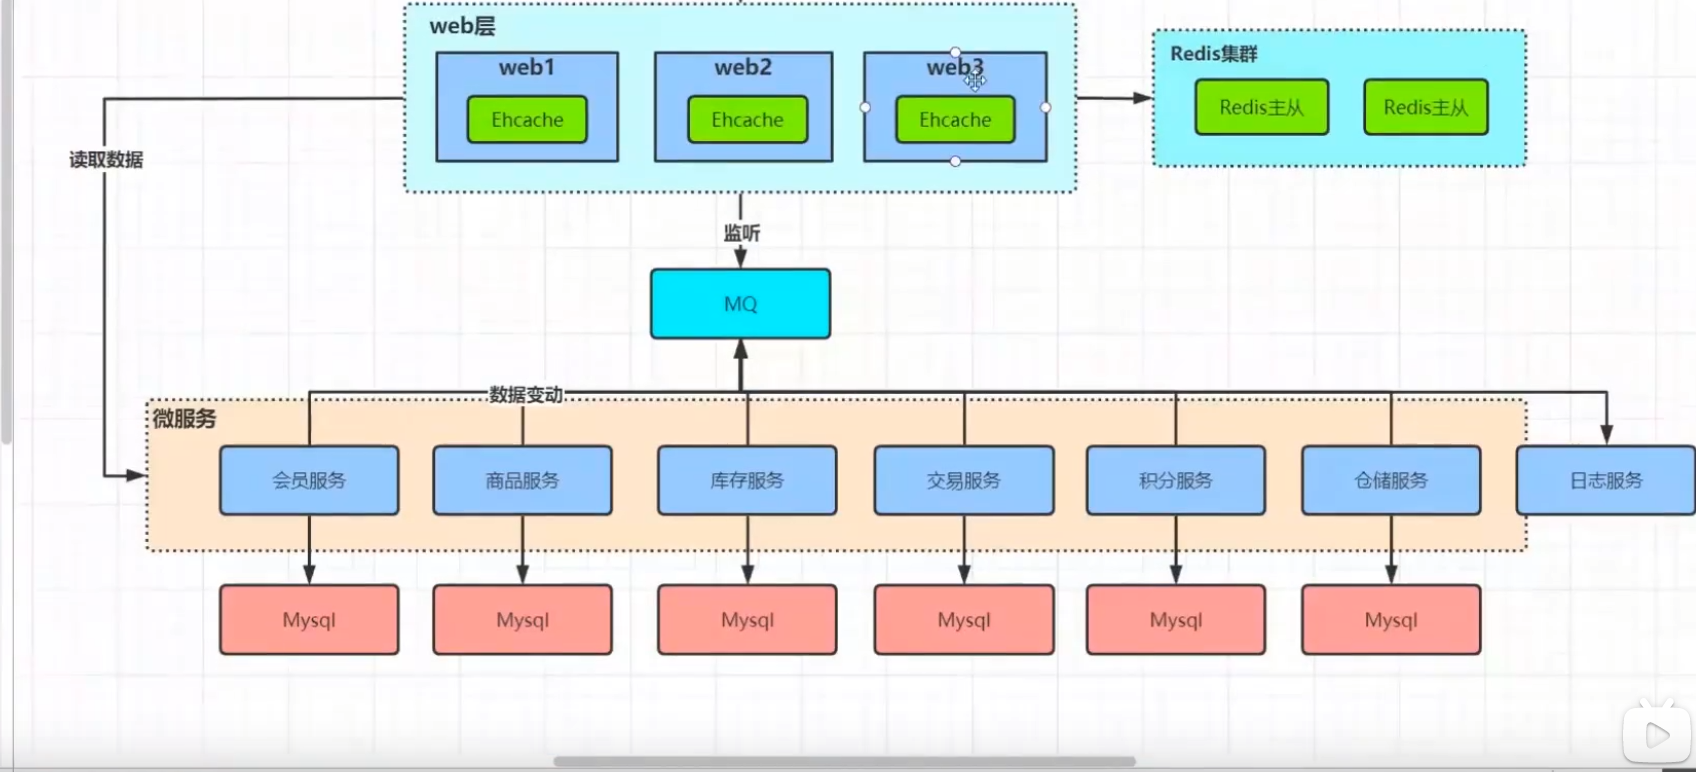 web层
web1
web2
web3
Ehcache
Ehcache
Ehcache
Redis集群
Redis主从
Redis主从
读取数据
监听
MQ
数据变动
微服务
会员服务
商品服务
库存服务
交易服务
积分服务
仓储服务
日志服务
Mysql
Mysql
Mysql
Mysql
Mysql
Mysql